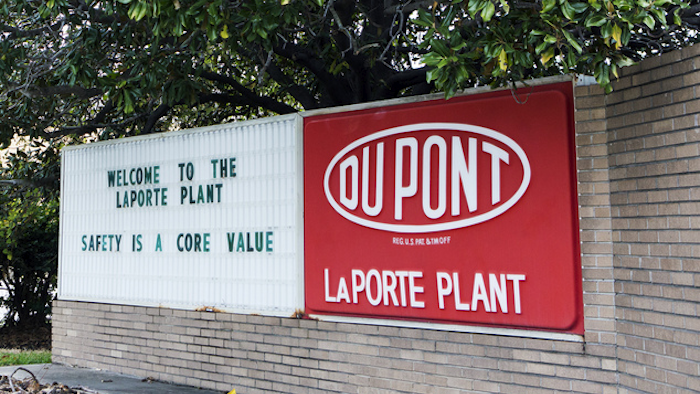 WELCOME TO THE
LAPORTE PLANT
SAFETY IS A CORE VALUE
DU PONT
REG. U.S. PAT. & TM OFF
LAPORTE PLANT